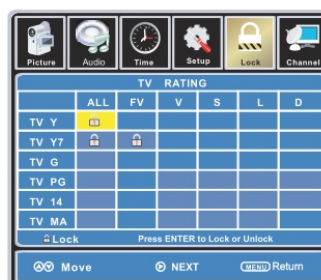 Picture Audio Time Setup Lock Channel
TV RATING
ALL FV V S L D
TV Y
TV Y7
TV G
TV PG
TV 14
TV MA
Lock Press ENTER to Lock or Unlock
Move NEXT MENU Return